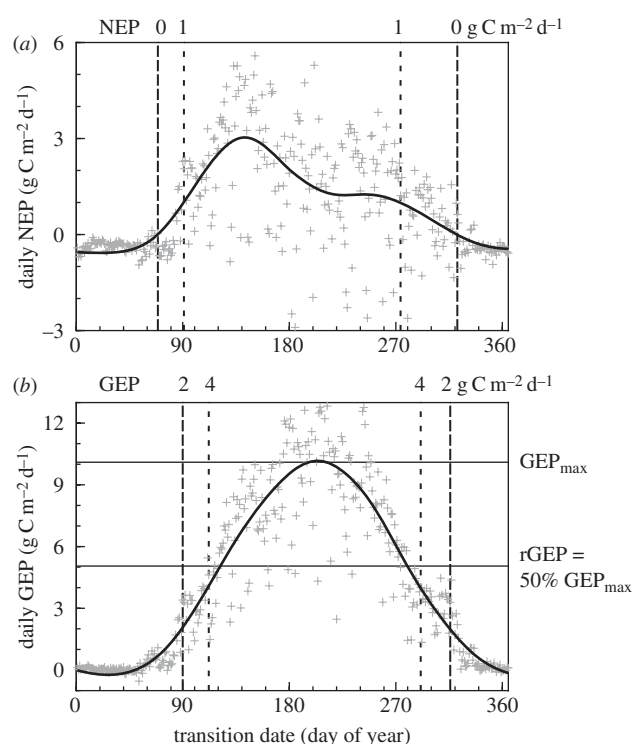 NEP 0 1 1 0 g C m⁻² d⁻¹
(a)
6
3
0
–3
daily NEP (g C m⁻² d⁻¹)
0 90 180 270 360
(b) GEP 2 4 4 2 g C m⁻² d⁻¹
12
10
6
3
0
daily GEP (g C m⁻² d⁻¹)
GEPmax
rGEP =
50% GEPmax
0 90 180 270 360
transition date (day of year)